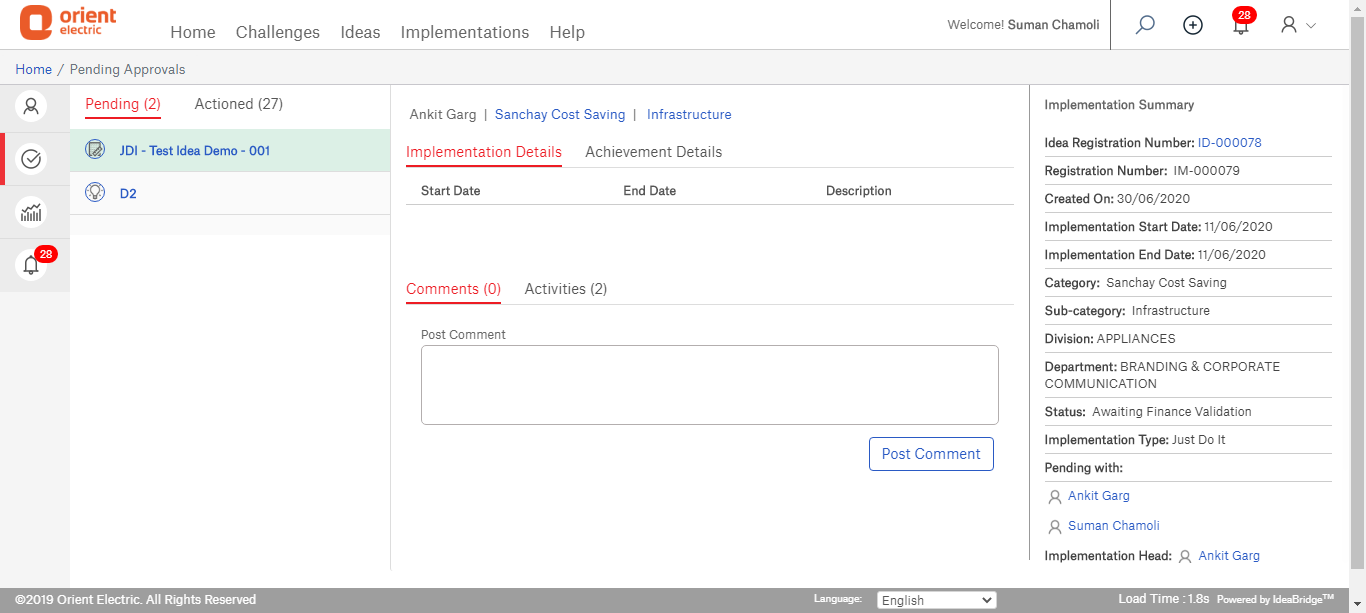 orient
electric
Home Challenges Ideas Implementations Help
Welcome! Suman Chamoli
28
Home / Pending Approvals
Pending (2) Actioned (27)
JDI - Test Idea Demo - 001
D2
28
Ankit Garg | Sanchay Cost Saving | Infrastructure
Implementation Details Achievement Details
Start Date End Date Description
Comments (0) Activities (2)
Post Comment
Post Comment
Implementation Summary
Idea Registration Number: ID-000078
Registration Number: IM-000079
Created On: 30/06/2020
Implementation Start Date: 11/06/2020
Implementation End Date: 11/06/2020
Category: Sanchay Cost Saving
Sub-category: Infrastructure
Division: APPLIANCES
Department: BRANDING & CORPORATE
COMMUNICATION
Status: Awaiting Finance Validation
Implementation Type: Just Do It
Pending with:
Ankit Garg
Suman Chamoli
Implementation Head: Ankit Garg
©2019 Orient Electric. All Rights Reserved
Language: English
Load Time : 1.8s Powered by IdeaBridge™